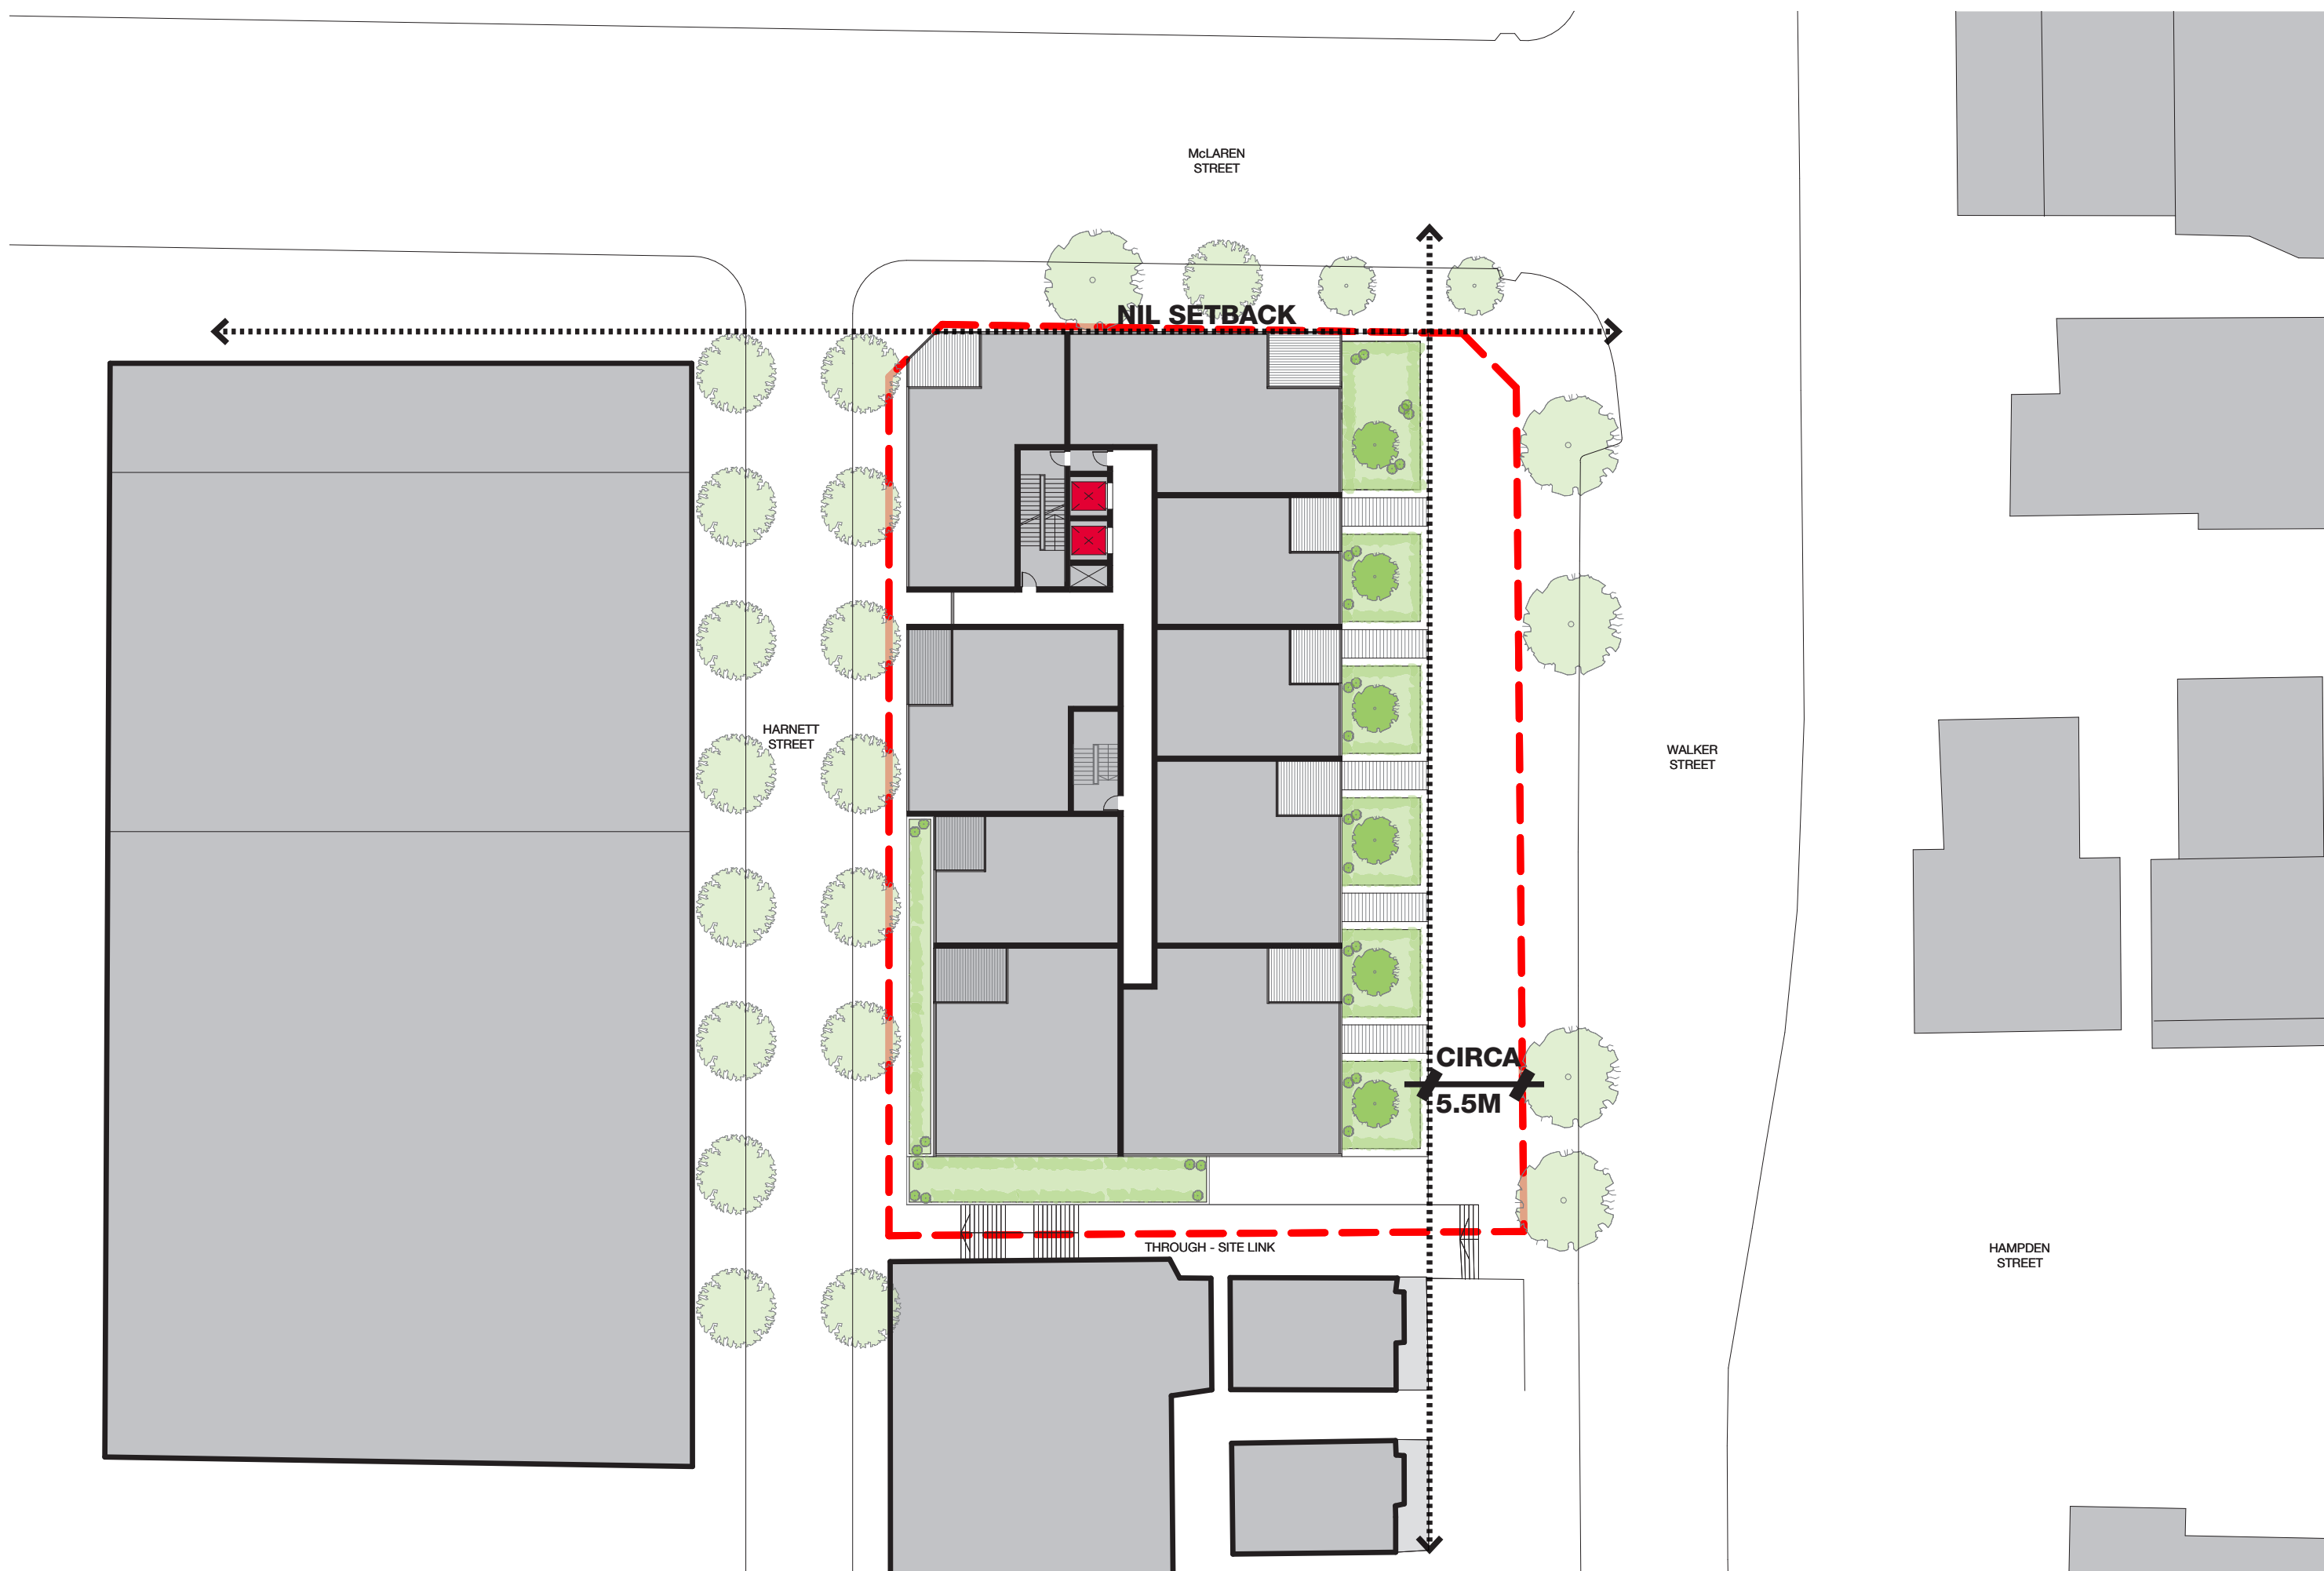 McLAREN
STREET
NIL SETBACK
HARNETT
STREET
WALKER
STREET
CIRCA
5.5M
THROUGH - SITE LINK
HAMPDEN
STREET